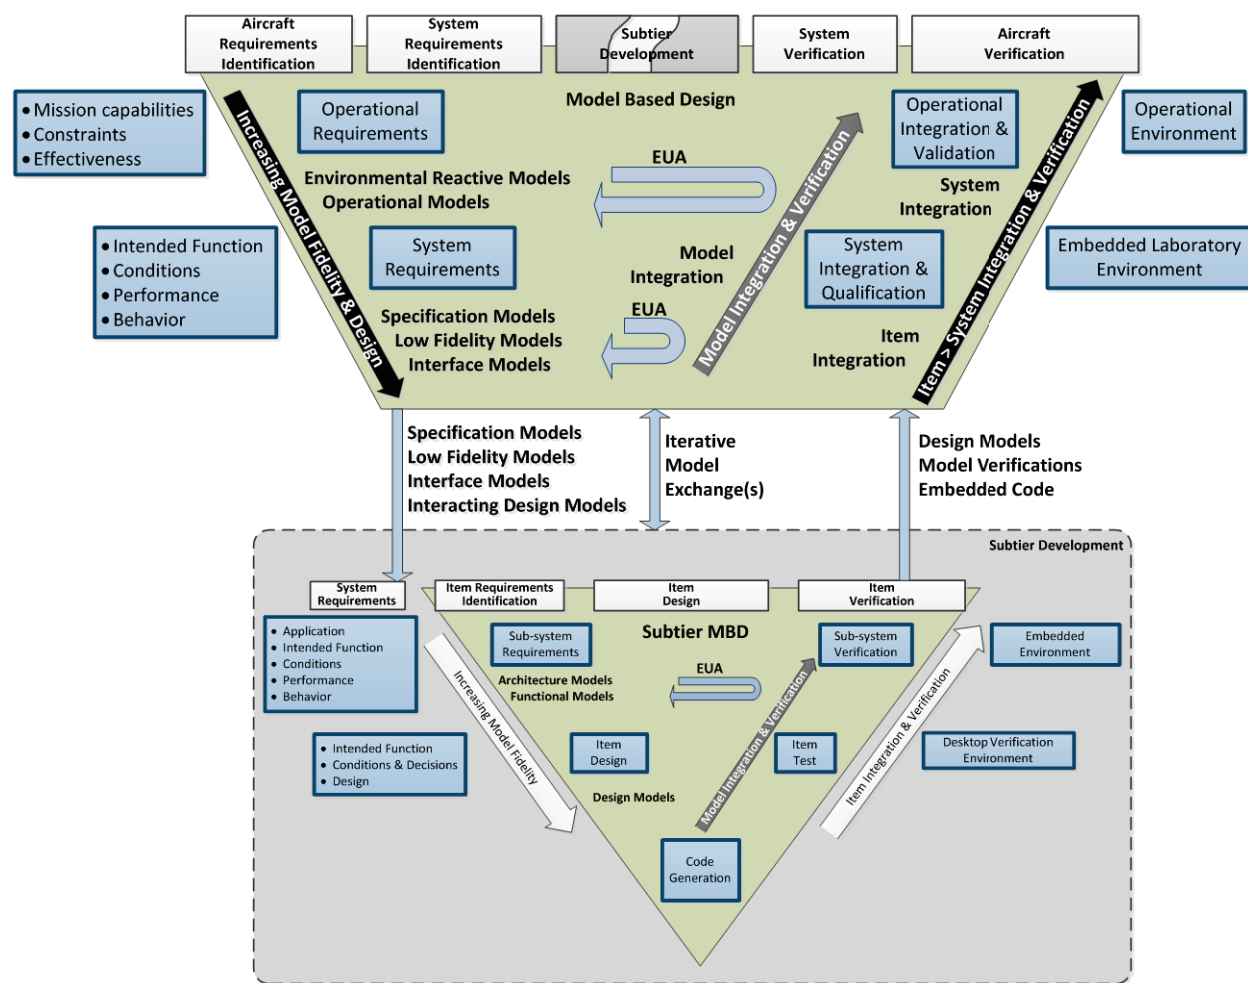 Aircraft
Requirements
Identification
System
Requirements
Identification
Subtier
Development
System
Verification
Aircraft
Verification
Model Based Design
• Mission capabilities
• Constraints
• Effectiveness
Increasing Model Fidelity & Design
Operational
Requirements
EUA
Environmental Reactive Models
Operational Models
Model Integration & Verification
Operational
Integration &
Validation
System
Integration
Item > System Integration & Verification
Operational
Environment
• Intended Function
• Conditions
• Performance
• Behavior
System
Requirements
Model
Integration
System
Integration &
Qualification
Embedded Laboratory
Environment
Specification Models
Low Fidelity Models
Interface Models
EUA
Item
Integration
Specification Models
Low Fidelity Models
Interface Models
Interacting Design Models
Iterative
Model
Exchange(s)
Design Models
Model Verifications
Embedded Code
Subtier Development
System
Requirements
Item Requirements
Identification
Item
Design
Item
Verification
• Application
• Intended Function
• Conditions
• Performance
• Behavior
Increasing Model Fidelity
Sub-system
Requirements
Subtier MBD
Sub-system
Verification
Embedded
Environment
EUA
Architecture Models
Functional Models
Model Integration & Verification
Item Integration & Verification
• Intended Function
• Conditions & Decisions
• Design
Item
Design
Item
Test
Desktop Verification
Environment
Design Models
Code
Generation